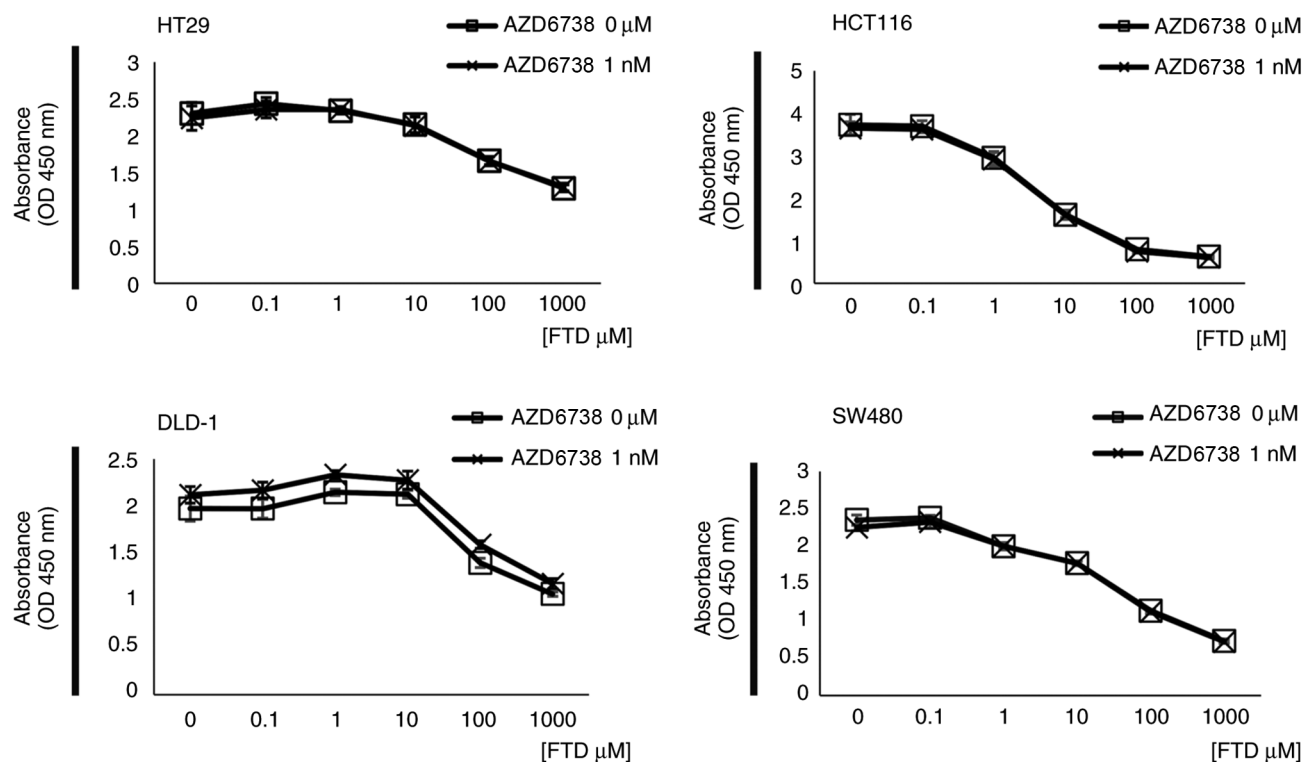 HT29
AZD6738 0 μM
AZD6738 1 nM
Absorbance
(OD 450 nm)
3
2.5
2
1.5
1
0.5
0
0 0.1 1 10 100 1000
[FTD μM]
HCT116
AZD6738 0 μM
AZD6738 1 nM
Absorbance
(OD 450 nm)
5
4
3
2
1
0
0 0.1 1 10 100 1000
[FTD μM]
DLD-1
AZD6738 0 μM
AZD6738 1 nM
Absorbance
(OD 450 nm)
2.5
2
1.5
1
0.5
0
0 0.1 1 10 100 1000
[FTD μM]
SW480
AZD6738 0 μM
AZD6738 1 nM
Absorbance
(OD 450 nm)
3
2.5
2
1.5
1
0.5
0
0 0.1 1 10 100 1000
[FTD μM]